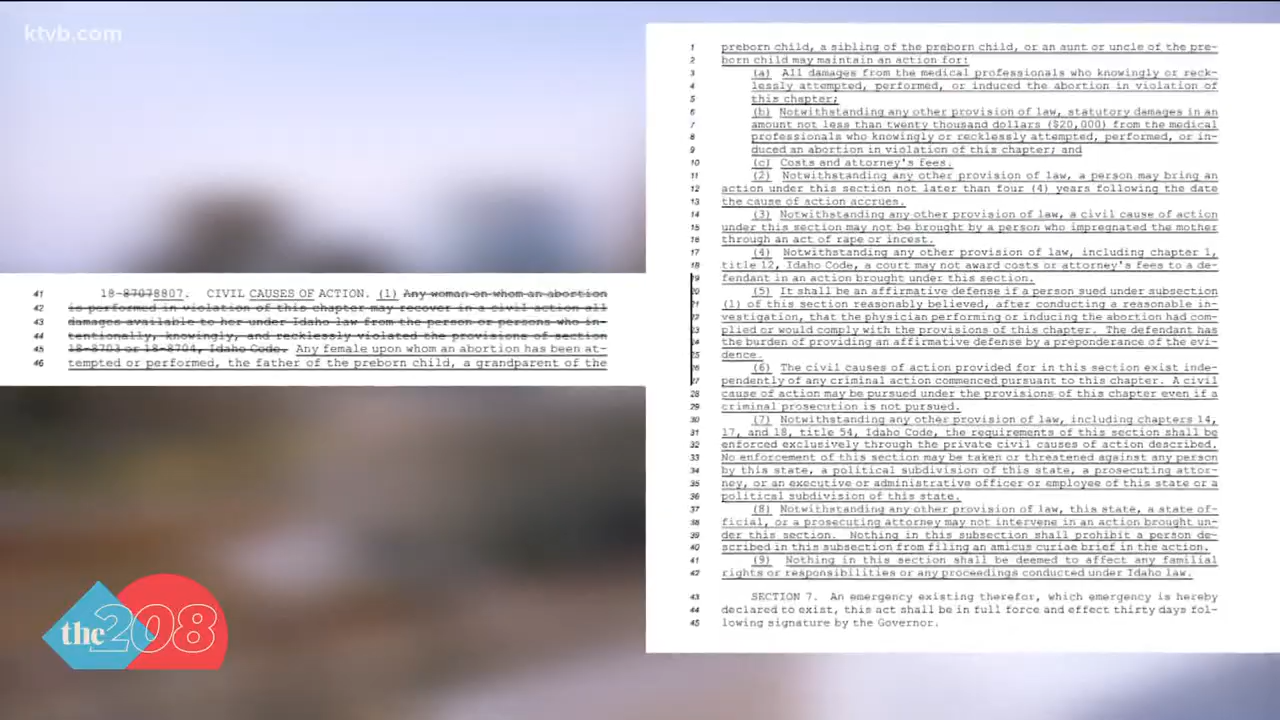 ktvb.com
41 18-87078807. CIVIL CAUSES OF ACTION. (1) Any woman on whom an abortion
42 is performed in violation of this chapter may recover in a civil action all
43 damages available to her under Idaho law from the person or persons who in-
44 tentionally, knowingly, and recklessly violated the provisions of section
45 18-8703 or 18-8704, Idaho Code. Any female upon whom an abortion has been at-
46 tempted or performed, the father of the preborn child, a grandparent of the
1 preborn child, a sibling of the preborn child, or an aunt or uncle of the pre-
2 born child may maintain an action for:
3 (a) All damages from the medical professionals who knowingly or reck-
4 lessly attempted, performed, or induced the abortion in violation of
5 this chapter;
6 (b) Notwithstanding any other provision of law, statutory damages in an
7 amount not less than twenty thousand dollars ($20,000) from the medical
8 professionals who knowingly or recklessly attempted, performed, or in-
9 duced an abortion in violation of this chapter; and
10 (c) Costs and attorney's fees.
11 (2) Notwithstanding any other provision of law, a person may bring an
12 action under this section not later than four (4) years following the date
13 the cause of action accrues.
14 (3) Notwithstanding any other provision of law, a civil cause of action
15 under this section may not be brought by a person who impregnated the mother
16 through an act of rape or incest.
17 (4) Notwithstanding any other provision of law, including chapter 1,
18 title 12, Idaho Code, a court may not award costs or attorney's fees to a de-
19 fendant in an action brought under this section.
20 (5) It shall be an affirmative defense if a person sued under subsection
21 (1) of this section reasonably believed, after conducting a reasonable in-
22 vestigation, that the physician performing or inducing the abortion had com-
23 plied or would comply with the provisions of this chapter. The defendant has
24 the burden of providing an affirmative defense by a preponderance of the evi-
25 dence.
26 (6) The civil causes of action provided for in this section exist inde-
27 pendently of any criminal action commenced pursuant to this chapter. A civil
28 cause of action may be pursued under the provisions of this chapter even if a
29 criminal prosecution is not pursued.
30 (7) Notwithstanding any other provision of law, including chapters 14,
31 17, and 18, title 54, Idaho Code, the requirements of this section shall be
32 enforced exclusively through the private civil causes of action described.
33 No enforcement of this section may be taken or threatened against any person
34 by this state, a political subdivision of this state, a prosecuting attor-
35 ney, or an executive or administrative officer or employee of this state or a
36 political subdivision of this state.
37 (8) Notwithstanding any other provision of law, this state, a state of-
38 ficial, or a prosecuting attorney may not intervene in an action brought un-
39 der this section. Nothing in this subsection shall prohibit a person de-
40 scribed in this subsection from filing an amicus curiae brief in the action.
41 (9) Nothing in this section shall be deemed to affect any familial
42 rights or responsibilities or any proceedings conducted under Idaho law.
43 SECTION 7. An emergency existing therefor, which emergency is hereby
44 declared to exist, this act shall be in full force and effect thirty days fol-
45 lowing signature by the Governor.
the 208